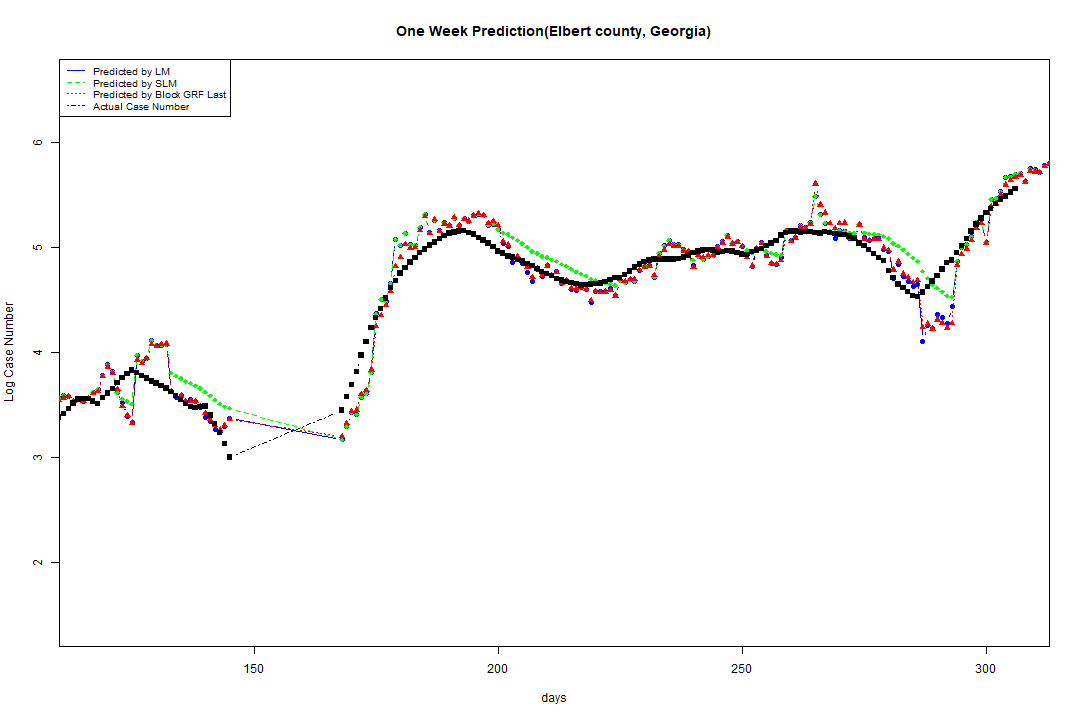 One Week Prediction(Elbert county, Georgia)
Predicted by LM
Predicted by SLM
Predicted by Block GRF Last
Actual Case Number
6
5
4
3
2
Log Case Number
150 200 250 300
days